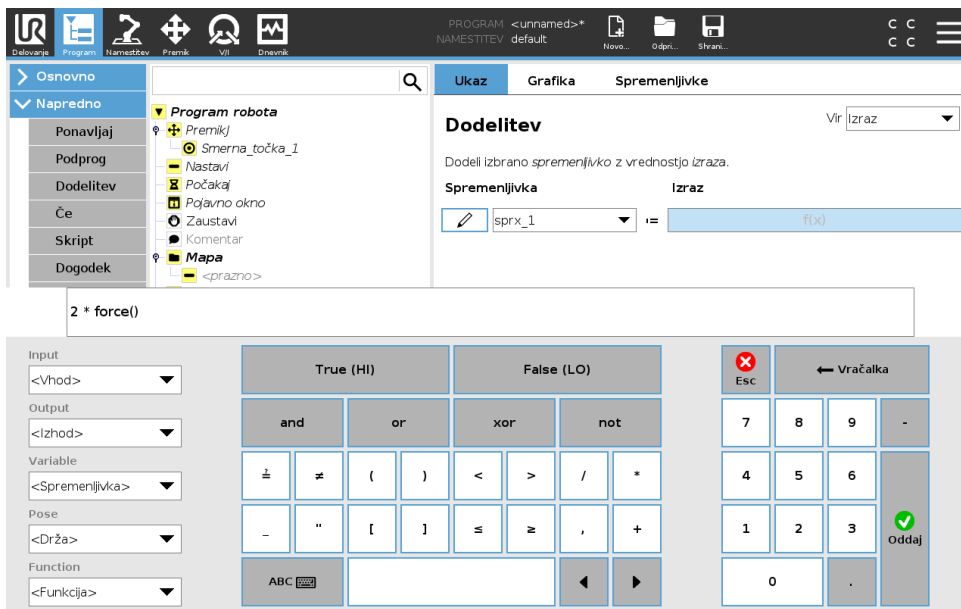 UR
Delovanje
Program
Namestitev
Premik
V/I
Dnevnik
PROGRAM <unnamed>*
NAMESTITEV default
Novo...
Odpri...
Shrani...
C C
C C
Osnovno
Napredno
Ponavljaj
Podprog
Dodelitev
Če
Skript
Dogodek
Program robota
PremikJ
Smerna_točka_1
Nastavi
Počakaj
Pojavno okno
Zaustavi
Komentar
Mapa
<prazno>
Ukaz
Grafika
Spremenljivke
Dodelitev
Vir Izraz
Dodeli izbrano spremenljivko z vrednostjo izraza.
Spremenljivka Izraz
sprx_1 := f(x)
2 * force()
Input
<Vhod>
Output
<Izhod>
Variable
<Spremenljivka>
Pose
<Drža>
Function
<Funkcija>
True (HI) False (LO)
and or xor not
≟ ≠ ( ) < > / *
_ " [ ] ≤ ≥ , +
ABC
Esc
Vračalka
7 8 9 -
4 5 6
1 2 3
Oddaj
0 .